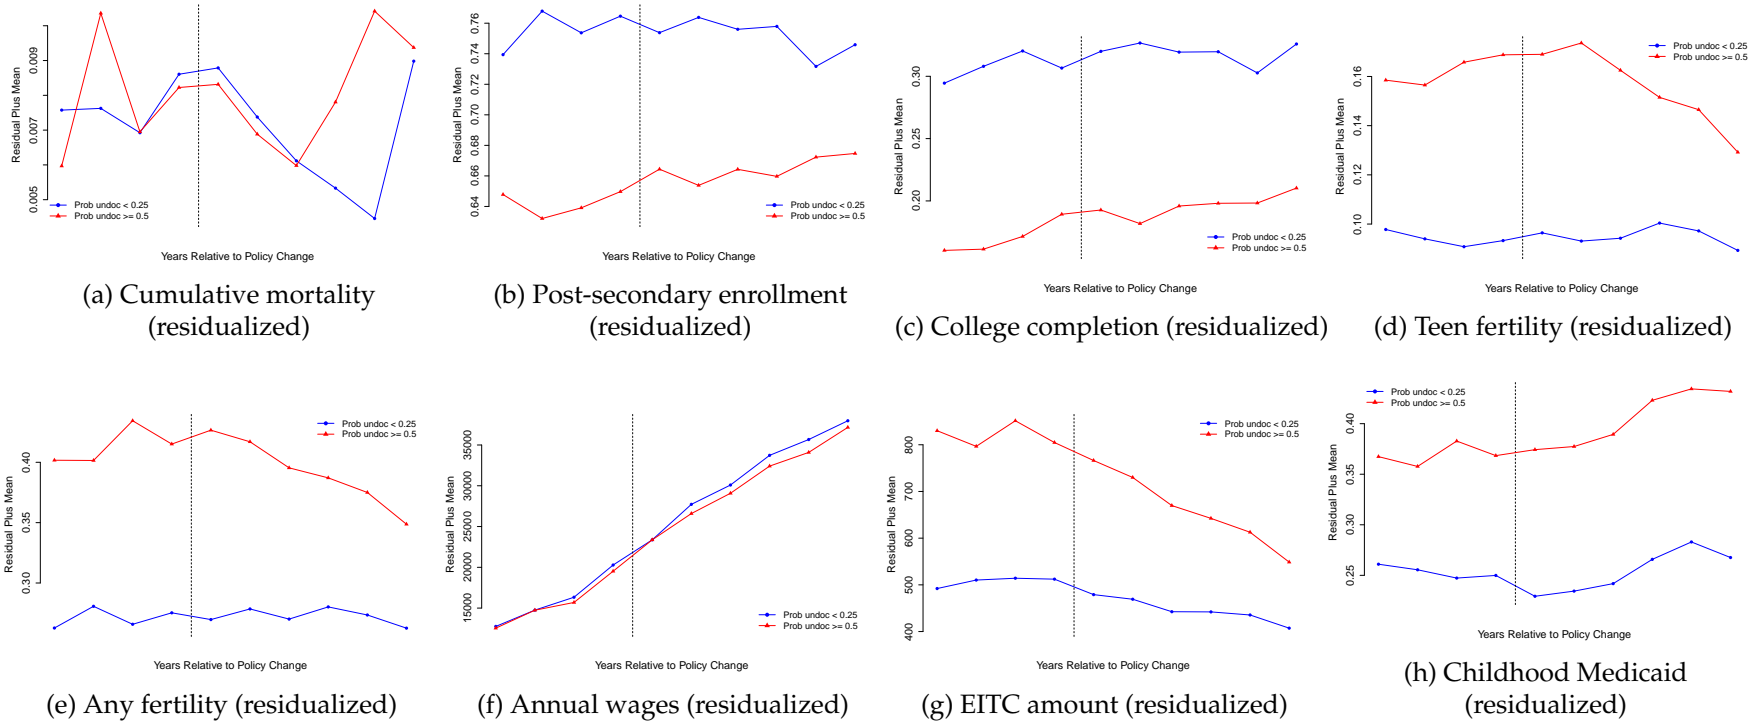 0.005
0.007
0.009
Residual Plus Mean
Prob undoc < 0.25
Prob undoc >= 0.5
Years Relative to Policy Change
(a) Cumulative mortality
(residualized)
0.64
0.66
0.68
0.70
0.72
0.74
0.76
Residual Plus Mean
Prob undoc < 0.25
Prob undoc >= 0.5
Years Relative to Policy Change
(b) Post-secondary enrollment
(residualized)
0.20
0.25
0.30
Residual Plus Mean
Prob undoc < 0.25
Prob undoc >= 0.5
Years Relative to Policy Change
(c) College completion (residualized)
0.10
0.12
0.14
0.16
Residual Plus Mean
Prob undoc < 0.25
Prob undoc >= 0.5
Years Relative to Policy Change
(d) Teen fertility (residualized)
0.30
0.35
0.40
Residual Plus Mean
Prob undoc < 0.25
Prob undoc >= 0.5
Years Relative to Policy Change
(e) Any fertility (residualized)
15000
20000
25000
30000
35000
Residual Plus Mean
Prob undoc < 0.25
Prob undoc >= 0.5
Years Relative to Policy Change
(f) Annual wages (residualized)
400
500
600
700
800
Residual Plus Mean
Prob undoc < 0.25
Prob undoc >= 0.5
Years Relative to Policy Change
(g) EITC amount (residualized)
0.25
0.30
0.35
0.40
Residual Plus Mean
Prob undoc < 0.25
Prob undoc >= 0.5
Years Relative to Policy Change
(h) Childhood Medicaid
(residualized)